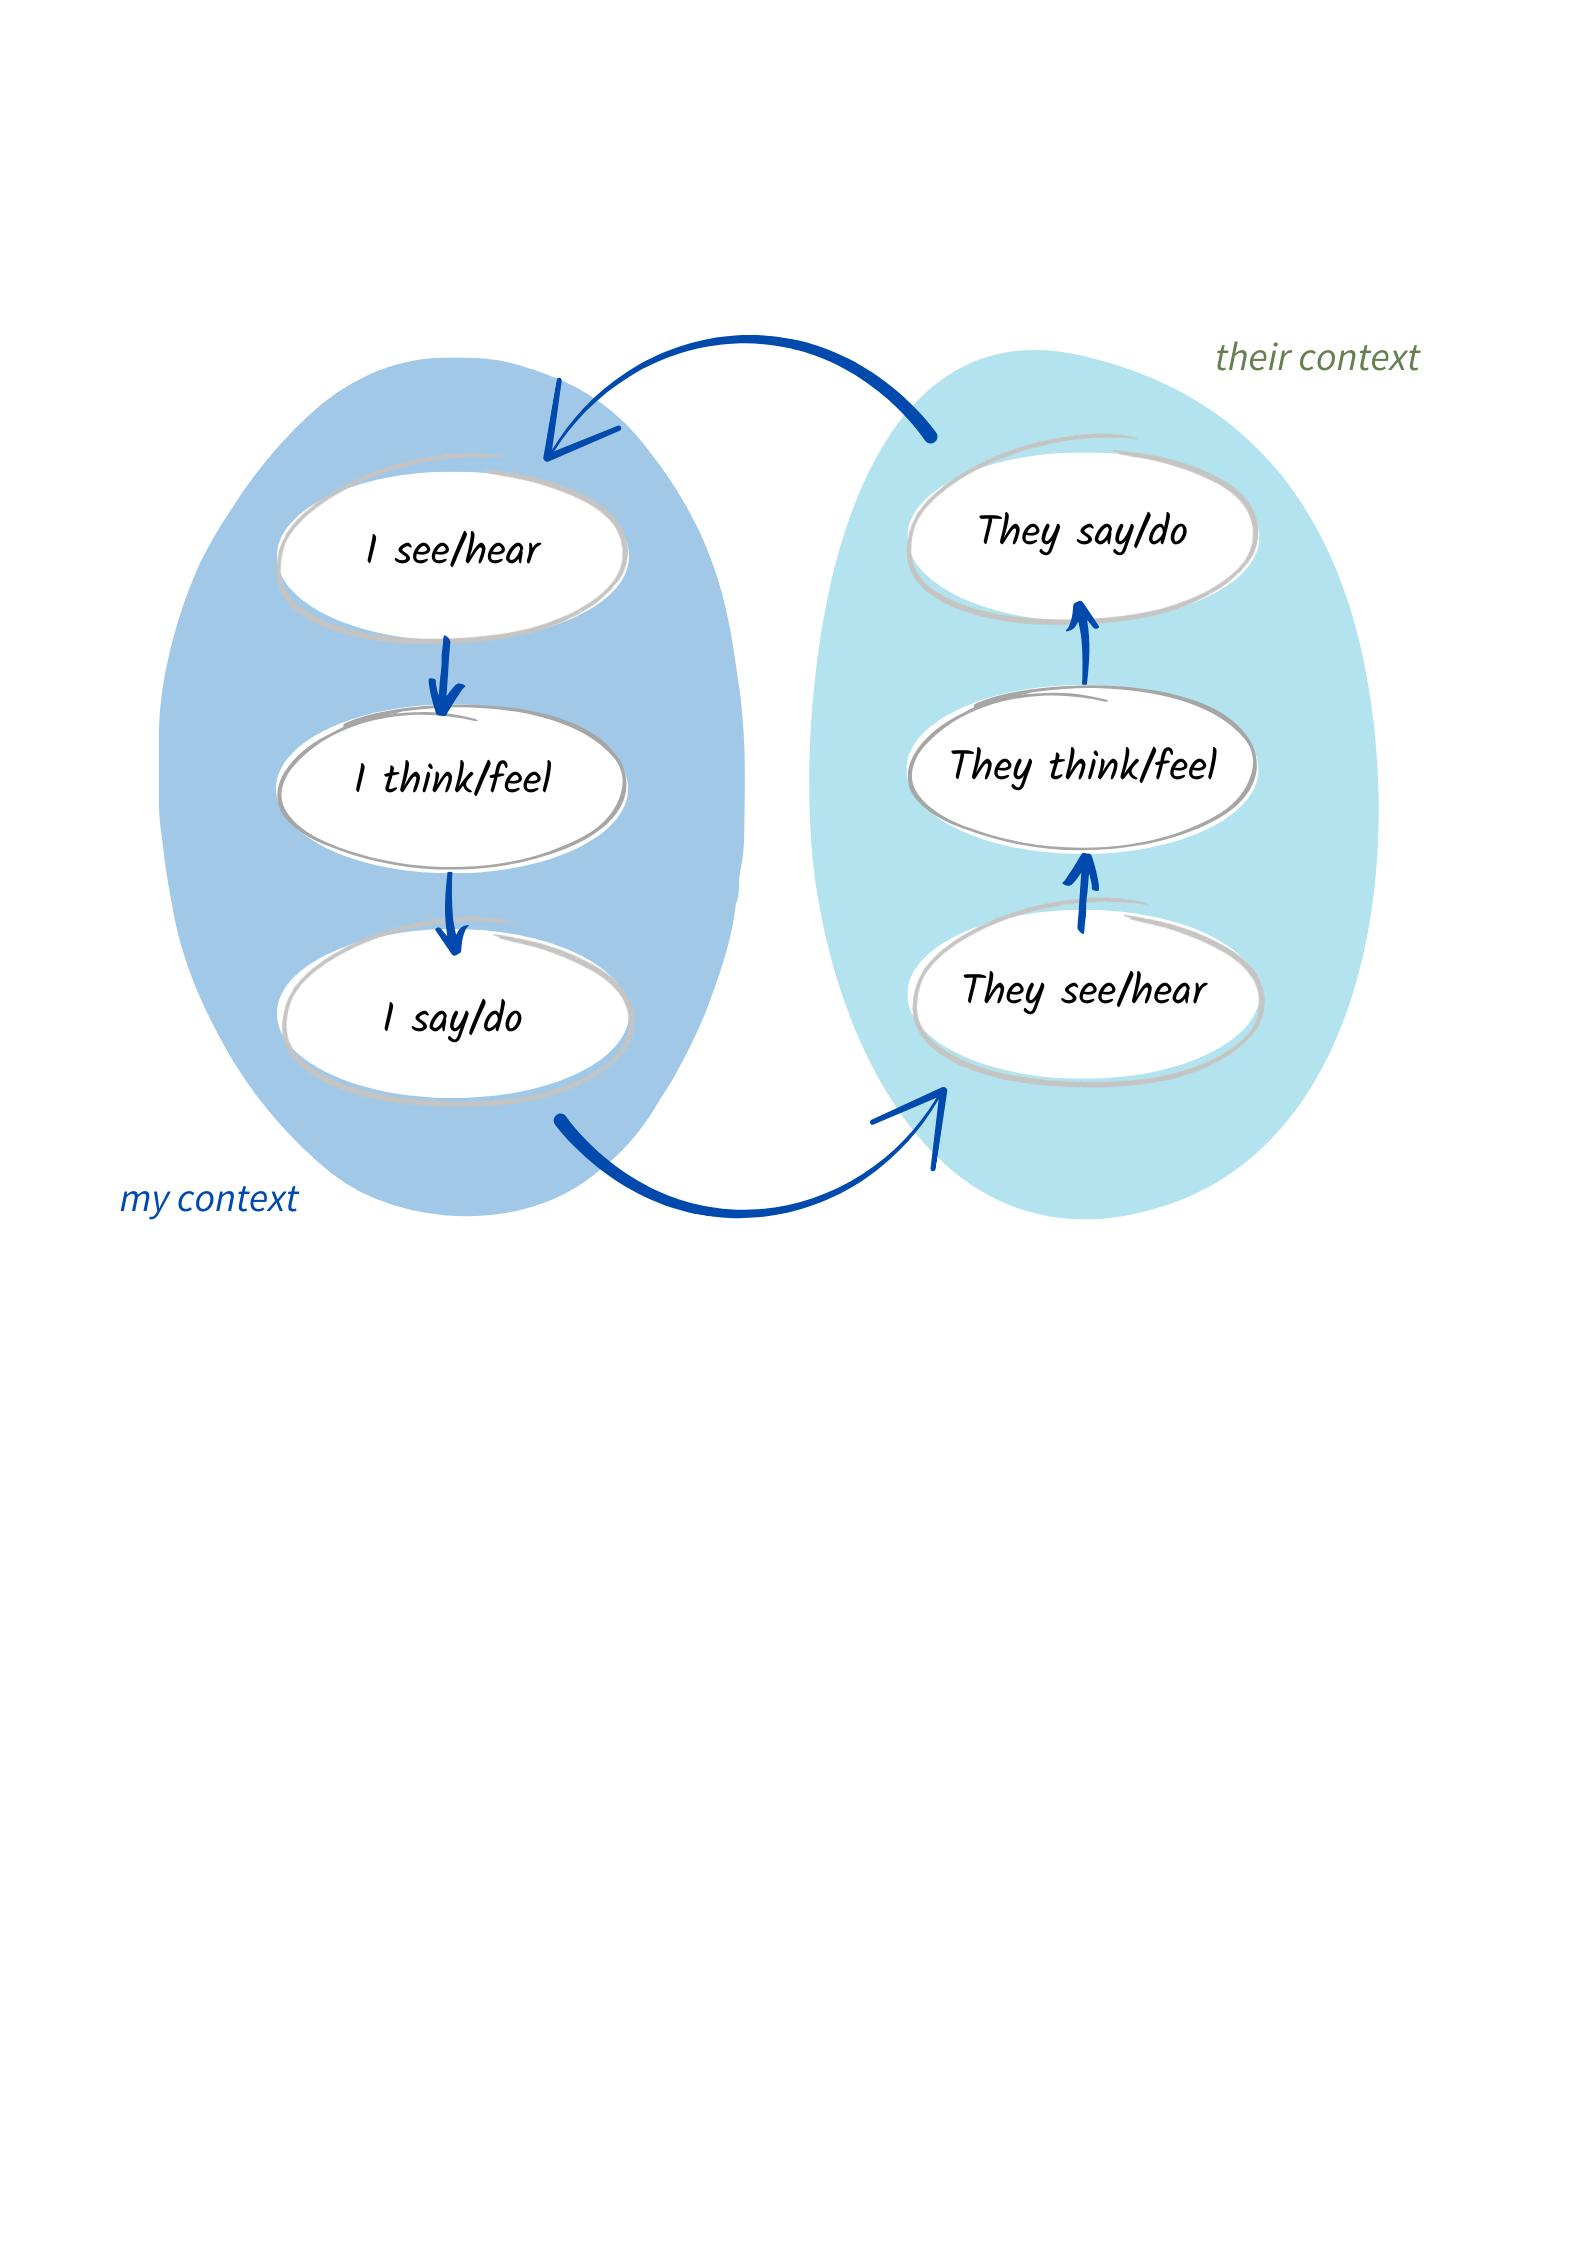 their context
I see/hear
I think/feel
I say/do
They say/do
They think/feel
They see/hear
my context